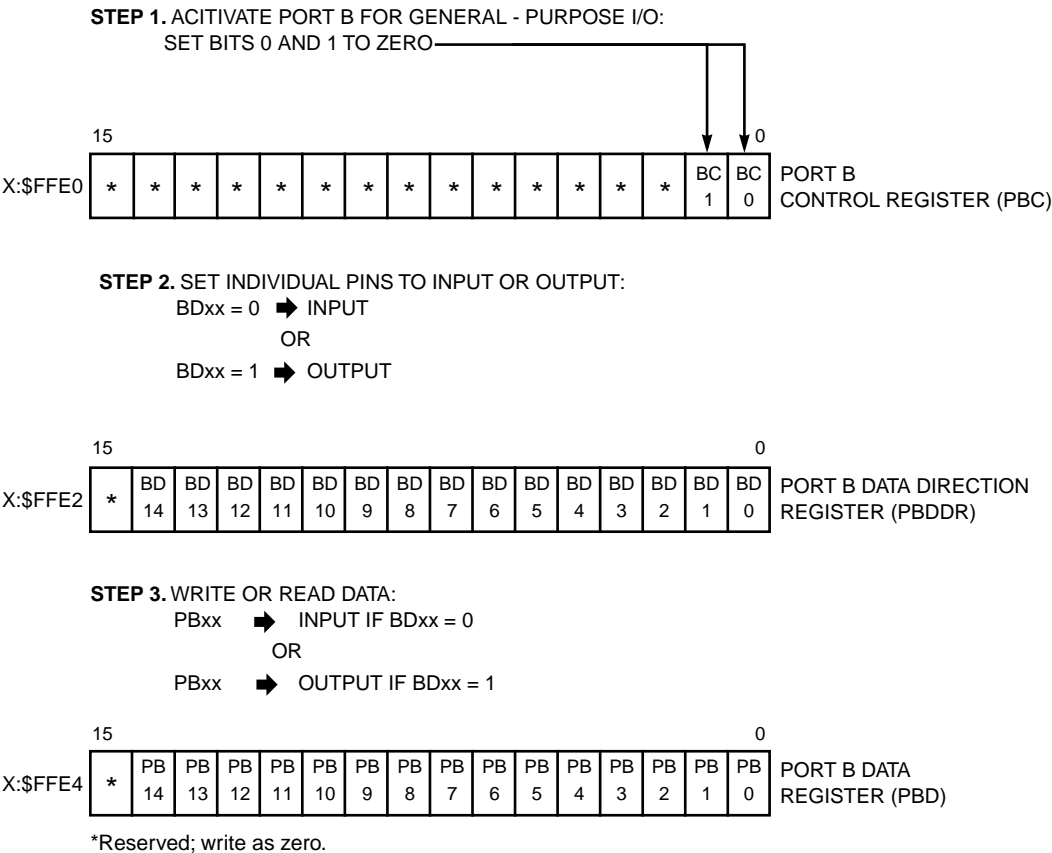 STEP 1. ACITIVATE PORT B FOR GENERAL - PURPOSE I/O:
SET BITS 0 AND 1 TO ZERO
15 0
X:$FFE0 * * * * * * * * * * * * * * BC 1 BC 0 PORT B
CONTROL REGISTER (PBC)
STEP 2. SET INDIVIDUAL PINS TO INPUT OR OUTPUT:
BDxx = 0 ➡ INPUT
OR
BDxx = 1 ➡ OUTPUT
15 0
X:$FFE2 * BD 14 BD 13 BD 12 BD 11 BD 10 BD 9 BD 8 BD 7 BD 6 BD 5 BD 4 BD 3 BD 2 BD 1 BD 0 PORT B DATA DIRECTION
REGISTER (PBDDR)
STEP 3. WRITE OR READ DATA:
PBxx ➡ INPUT IF BDxx = 0
OR
PBxx ➡ OUTPUT IF BDxx = 1
15 0
X:$FFE4 * PB 14 PB 13 PB 12 PB 11 PB 10 PB 9 PB 8 PB 7 PB 6 PB 5 PB 4 PB 3 PB 2 PB 1 PB 0 PORT B DATA
REGISTER (PBD)
*Reserved; write as zero.